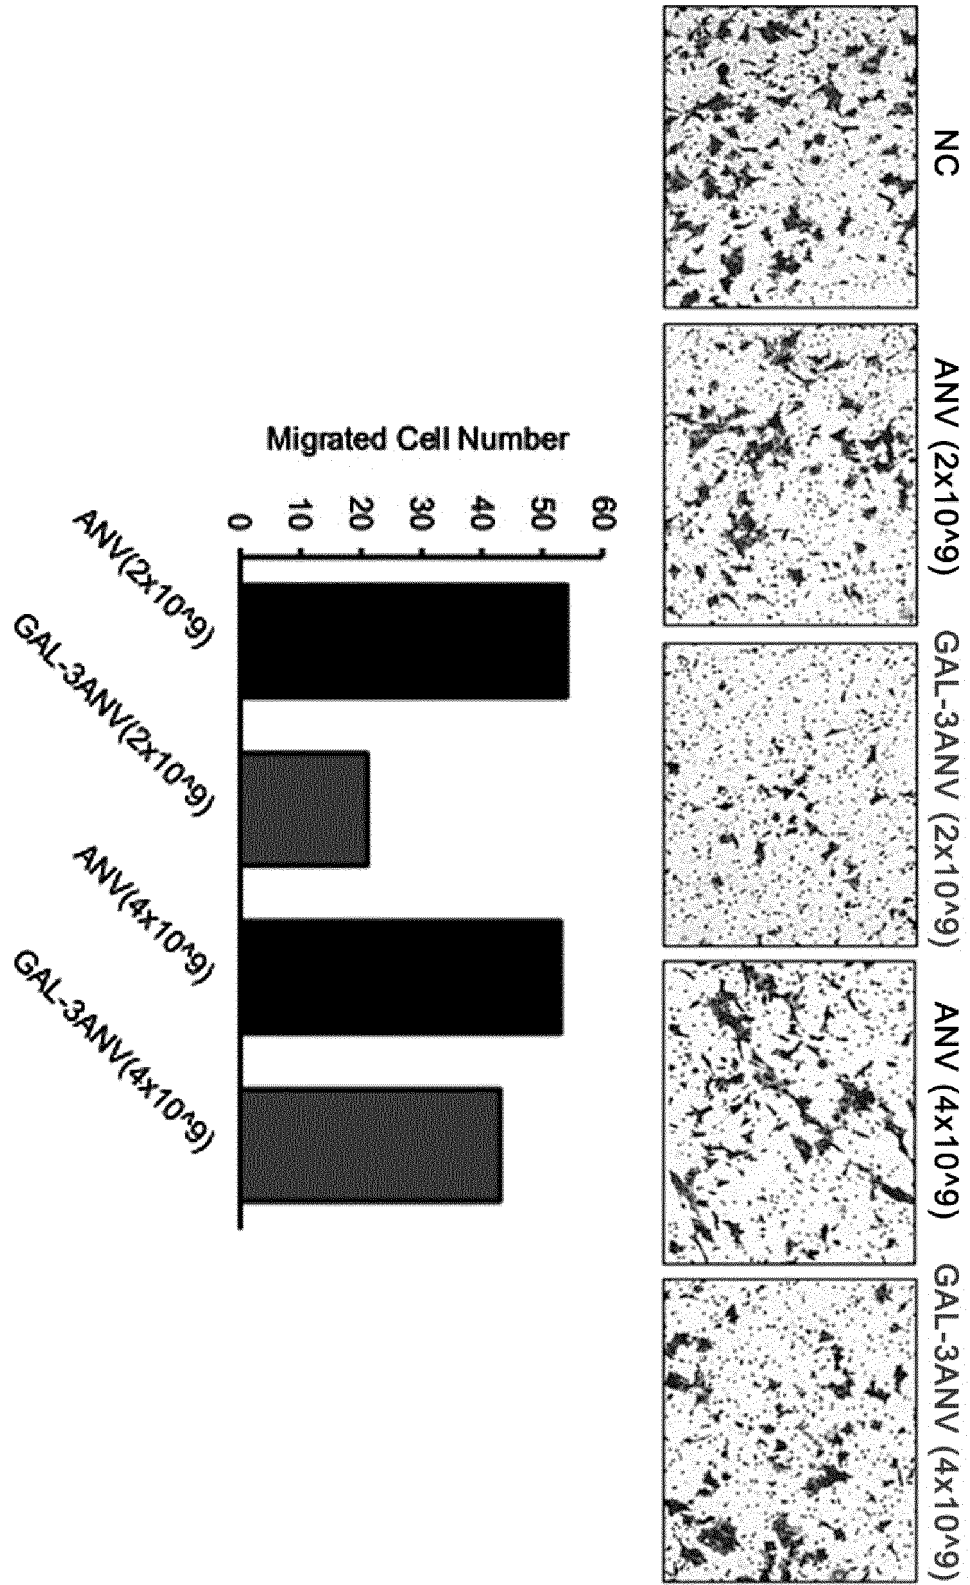 NC
ANV (2x10^9)
GAL-3ANV (2x10^9)
ANV (4x10^9)
GAL-3ANV (4x10^9)
Migrated Cell Number
60
50
40
30
20
10
0
ANV(2x10^9)
GAL-3ANV(2x10^9)
ANV(4x10^9)
GAL-3ANV(4x10^9)